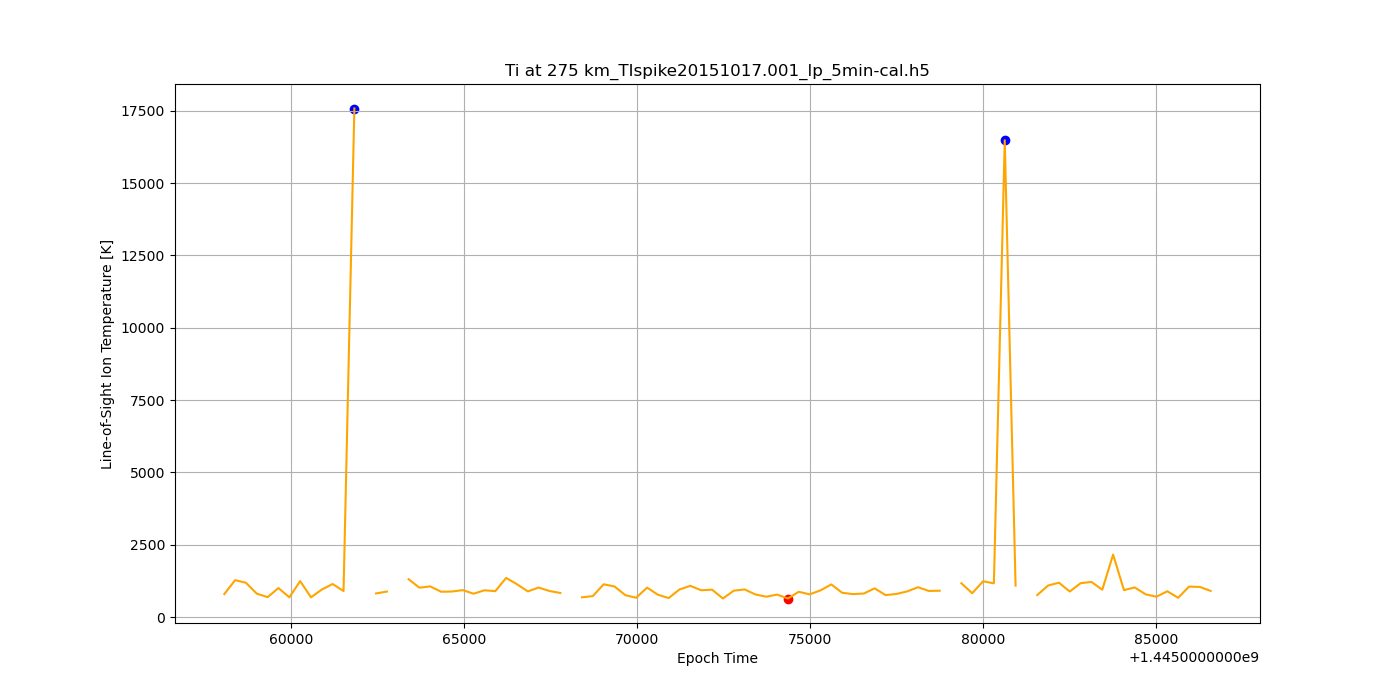 Ti at 275 km_TIspike20151017.001_lp_5min-cal.h5
Line-of-Sight Ion Temperature [K]
17500
15000
12500
10000
7500
5000
2500
0
60000 65000 70000 75000 80000 85000
Epoch Time
+1.4450000000e9